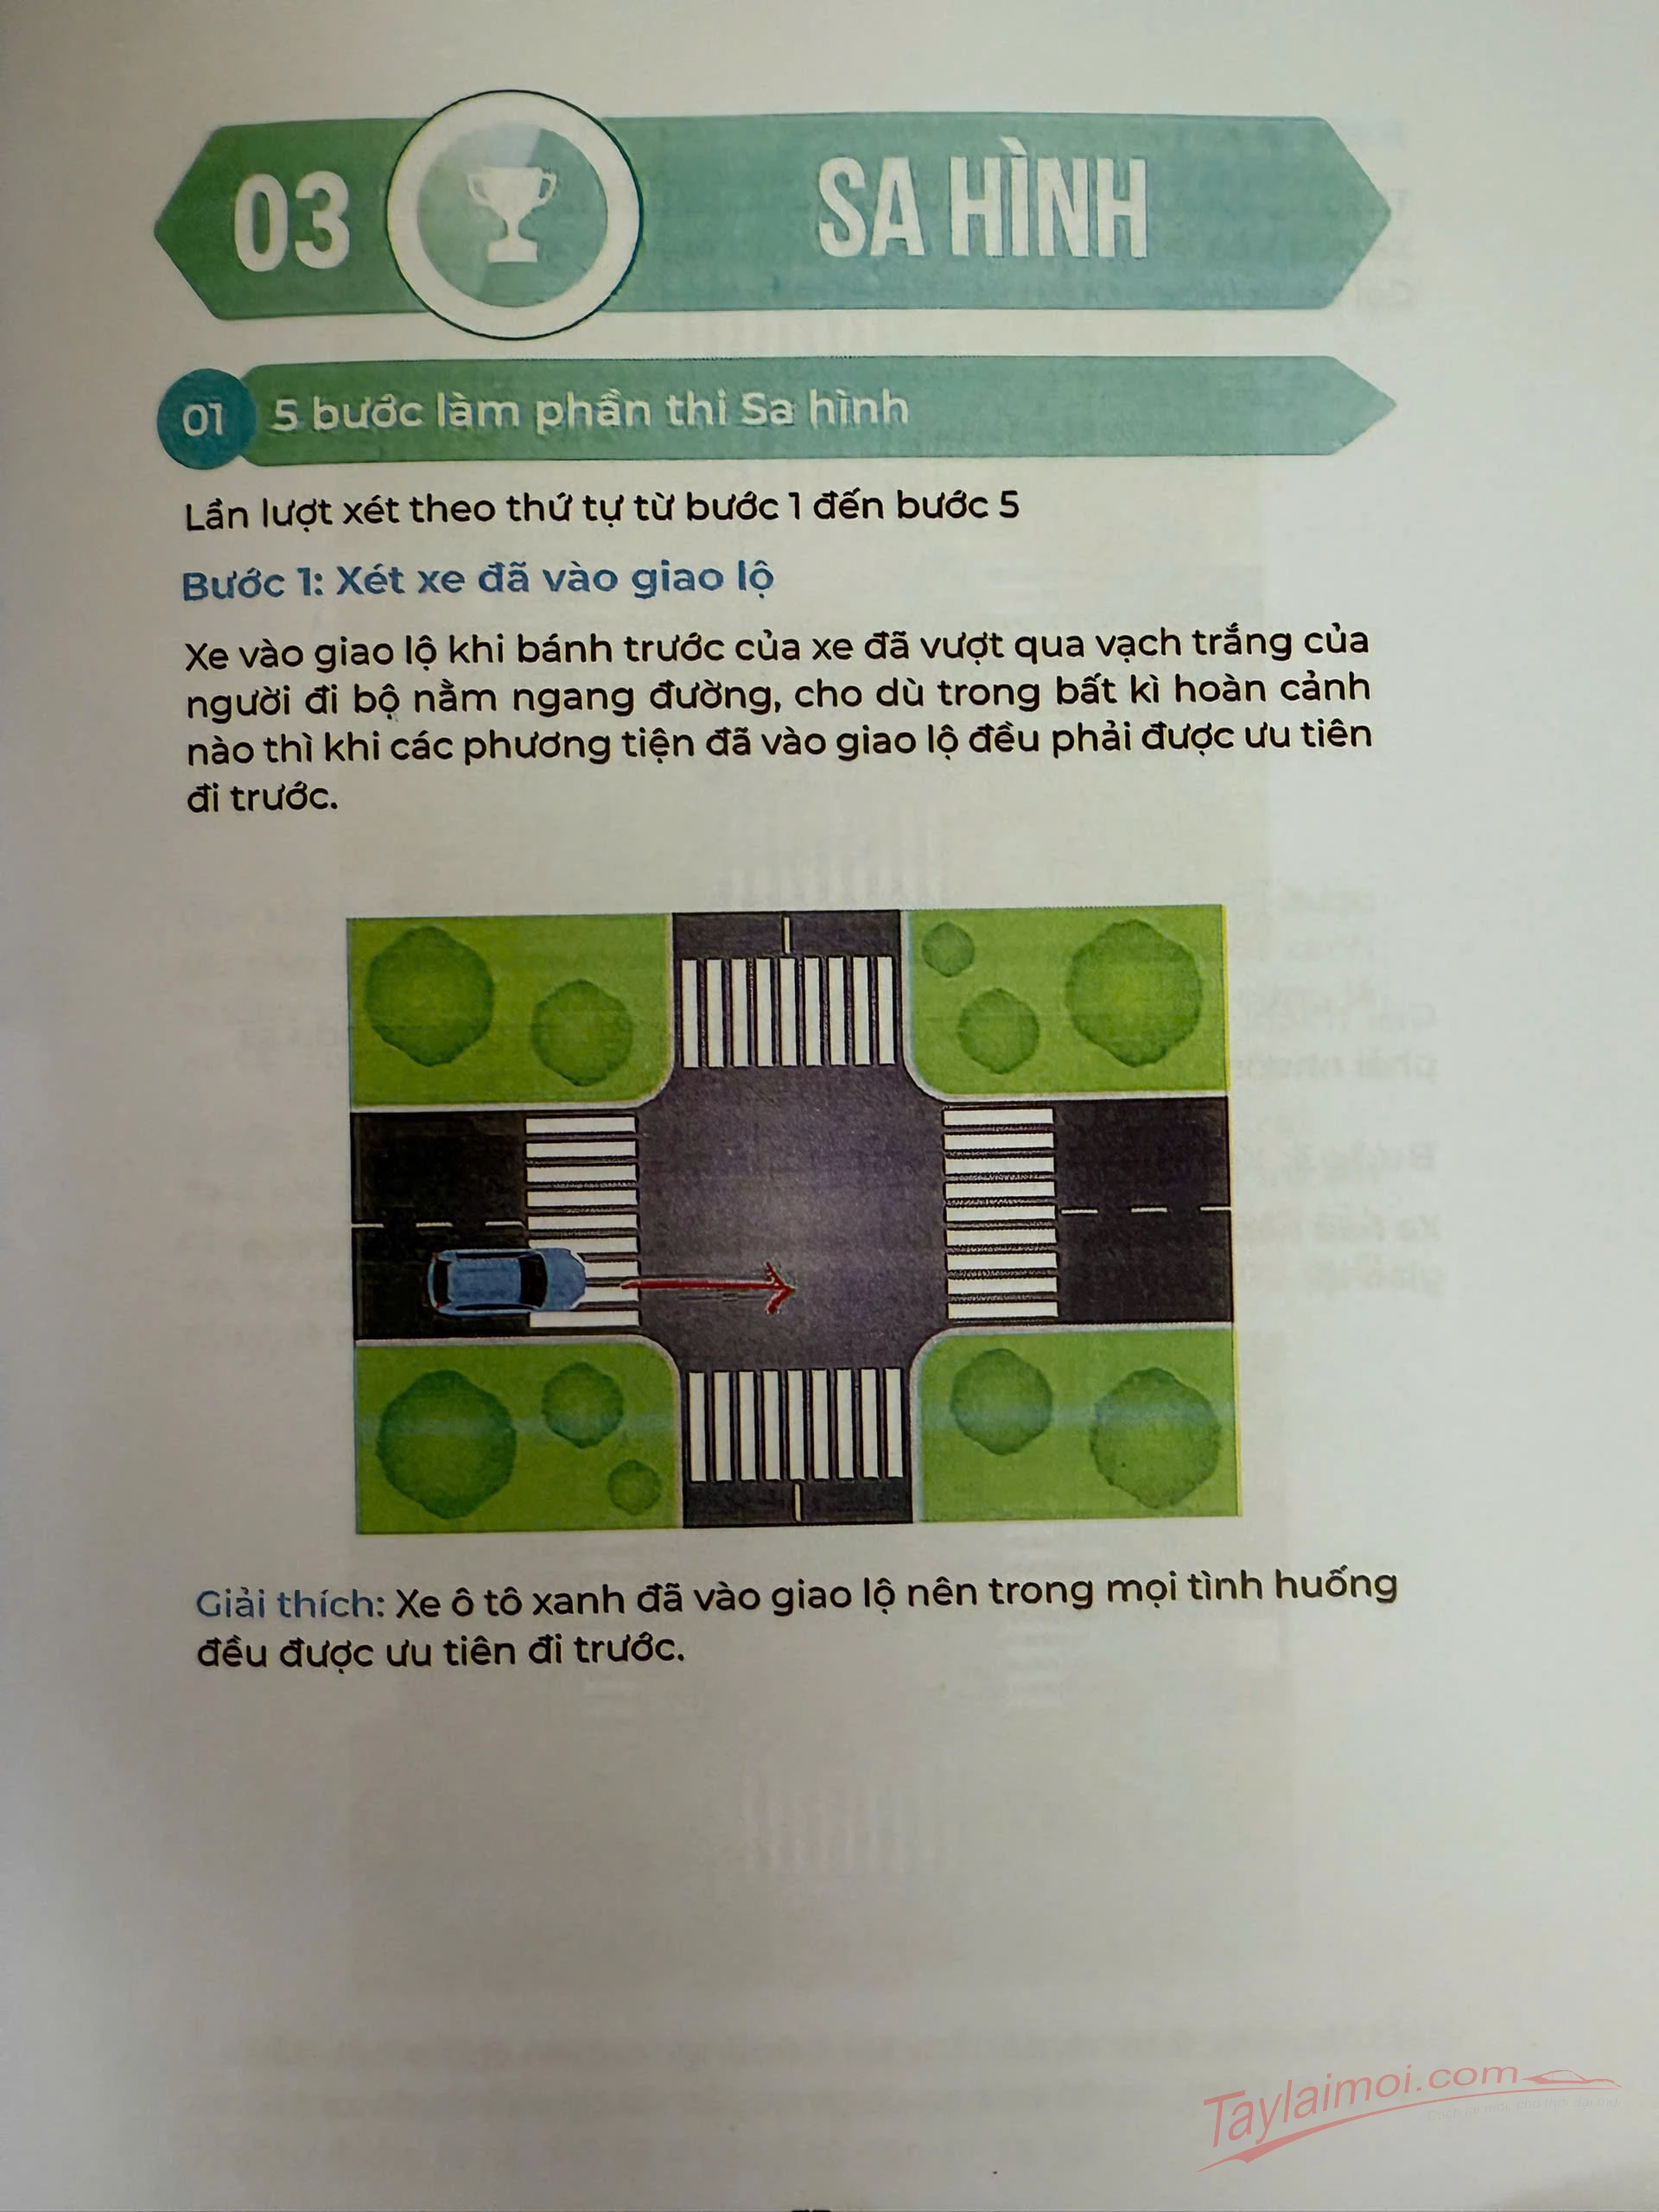 03
SA HÌNH
01 5 bước làm phần thi Sa hình
Lần lượt xét theo thứ tự từ bước 1 đến bước 5
Bước 1: Xét xe đã vào giao lộ
Xe vào giao lộ khi bánh trước của xe đã vượt qua vạch trắng của
người đi bộ nằm ngang đường, cho dù trong bất kì hoàn cảnh
nào thì khi các phương tiện đã vào giao lộ đều phải được ưu tiên
đi trước.
Giải thích: Xe ô tô xanh đã vào giao lộ nên trong mọi tình huống
đều được ưu tiên đi trước.
Taylaimoi.com